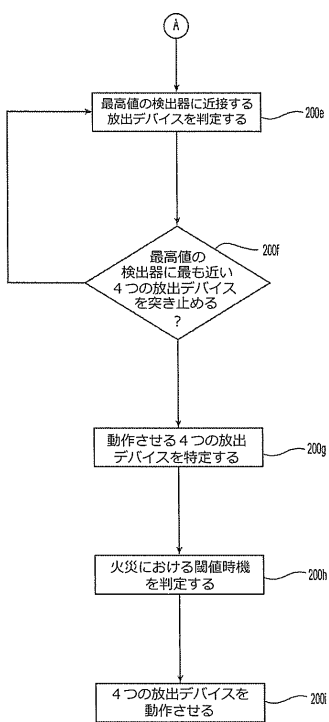 A
最高値の検出器に近接する
放出デバイスを判定する
200e
最高値の
検出器に最も近い
4つの放出デバイス
を突き止める
?
200f
動作させる4つの放出
デバイスを特定する
200g
火災における閾値時機
を判定する
200h
4つの放出デバイスを
動作させる
200i